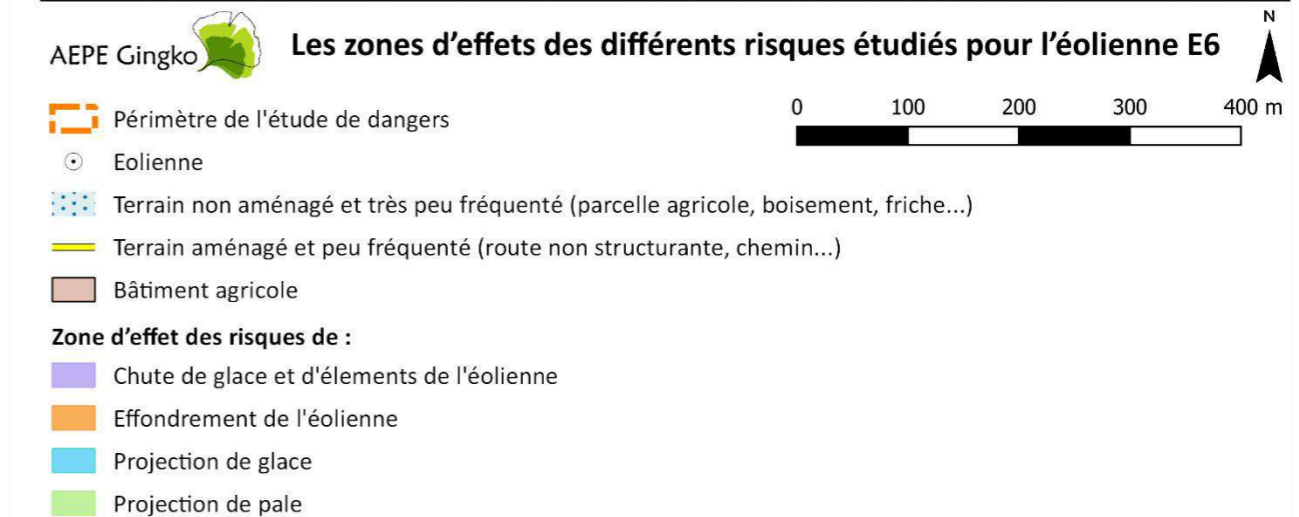 N
AEPE Gingko
Les zones d'effets des différents risques étudiés pour l'éolienne E6
0 100 200 300 400 m
Périmètre de l'étude de dangers
Eolienne
Terrain non aménagé et très peu fréquenté (parcelle agricole, boisement, friche...)
Terrain aménagé et peu fréquenté (route non structurante, chemin...)
Bâtiment agricole
Zone d'effet des risques de :
Chute de glace et d'élements de l'éolienne
Effondrement de l'éolienne
Projection de glace
Projection de pale